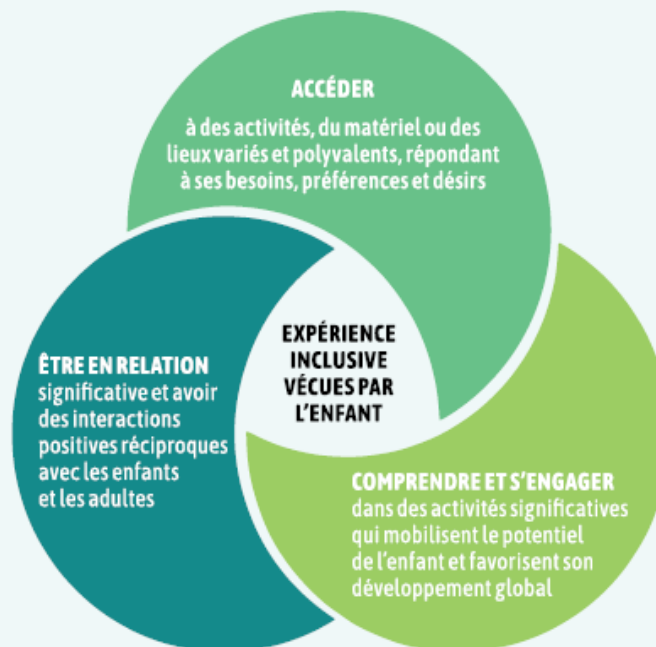 ACCÉDER
à des activités, du matériel ou des
lieux variés et polyvalents, répondant
à ses besoins, préférences et désirs
EXPÉRIENCE
INCLUSIVE
VÉCUES PAR
L'ENFANT
ÊTRE EN RELATION
significative et avoir
des interactions
positives réciproques
avec les enfants
et les adultes
COMPRENDRE ET S'ENGAGER
dans des activités significatives
qui mobilisent le potentiel
de l'enfant et favorisent son
développement global